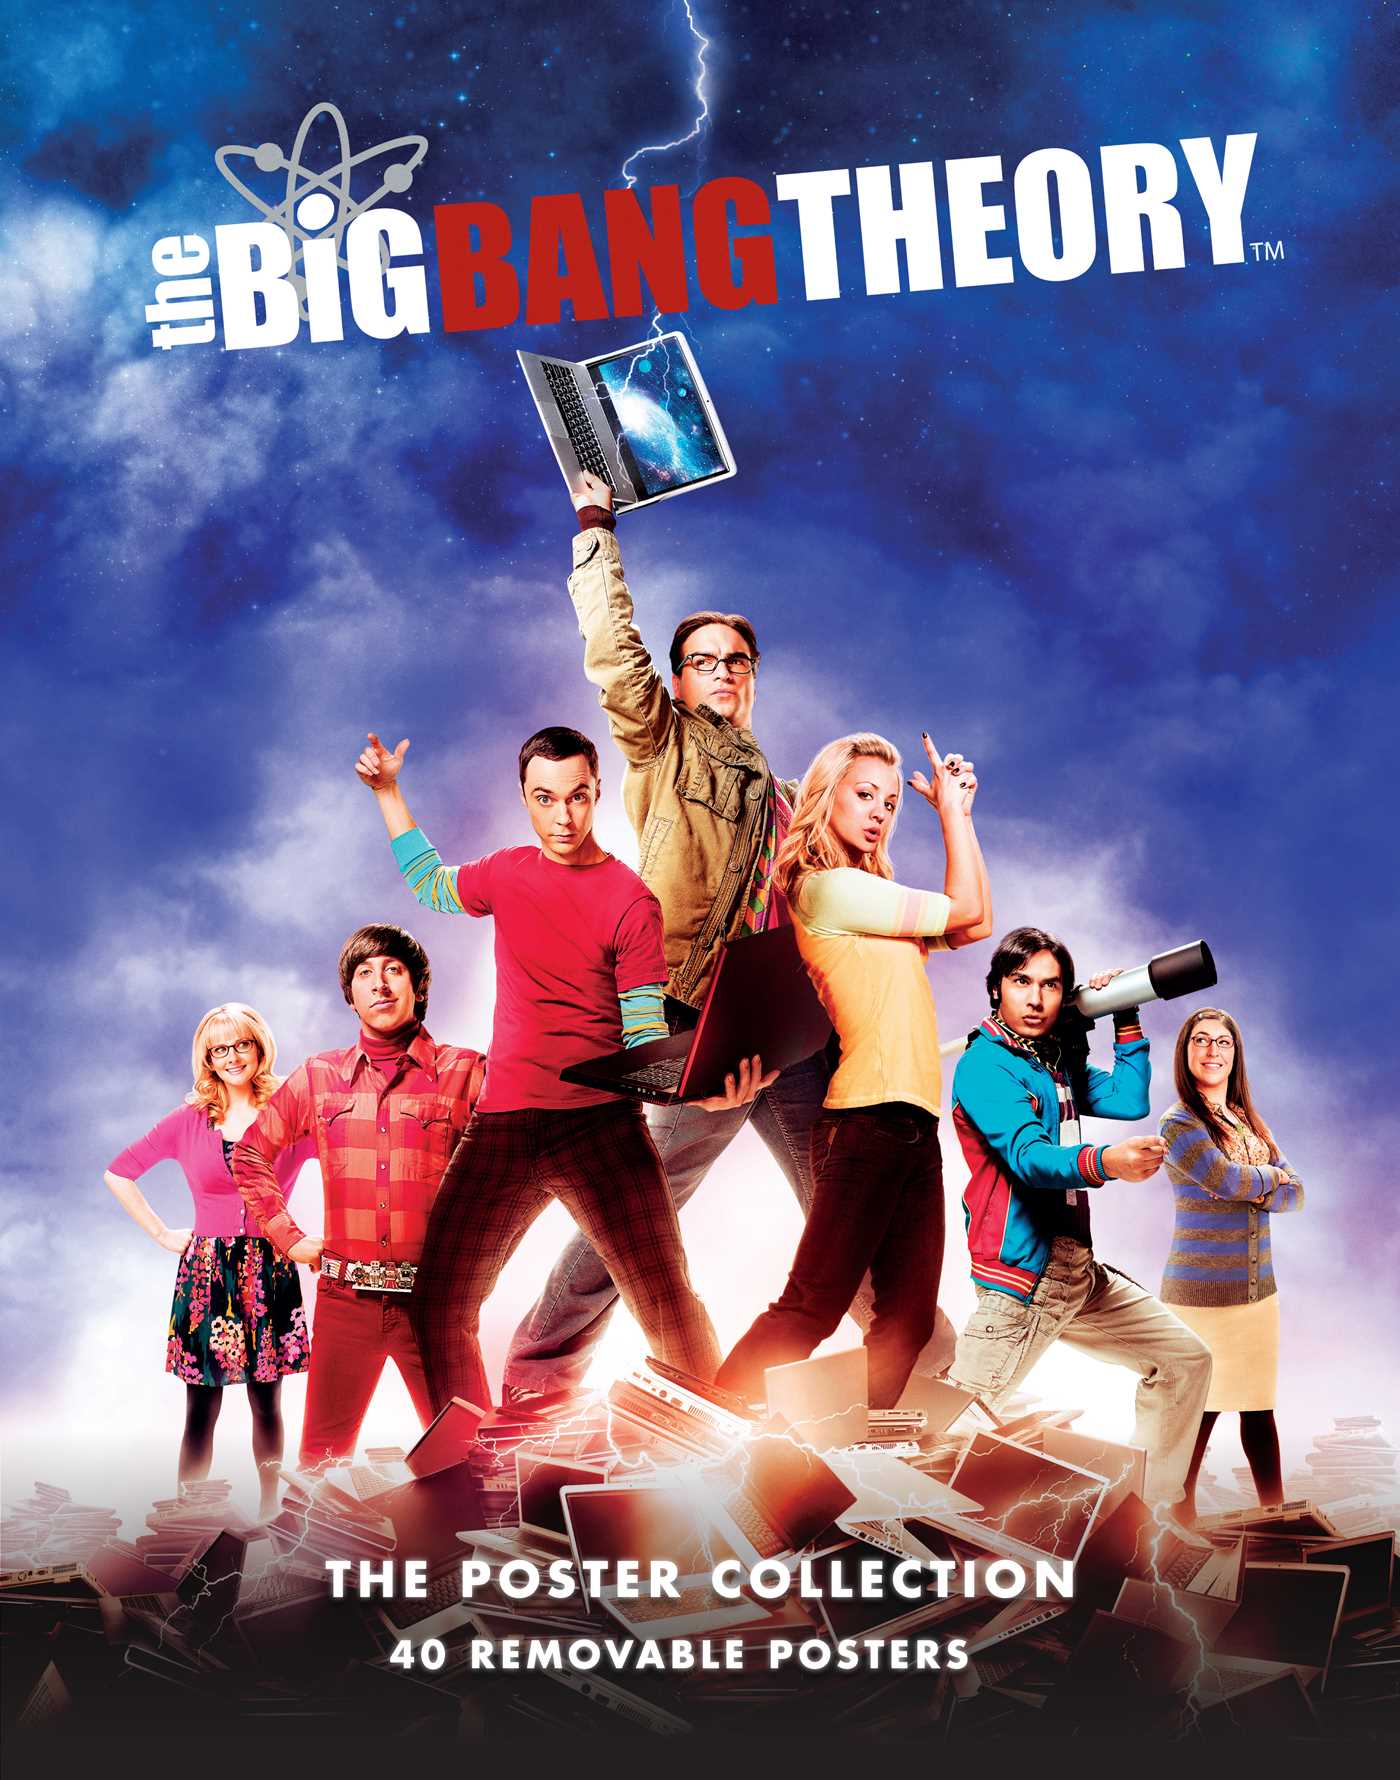 the BiG BANG THEORY™
THE POSTER COLLECTION
40 REMOVABLE POSTERS